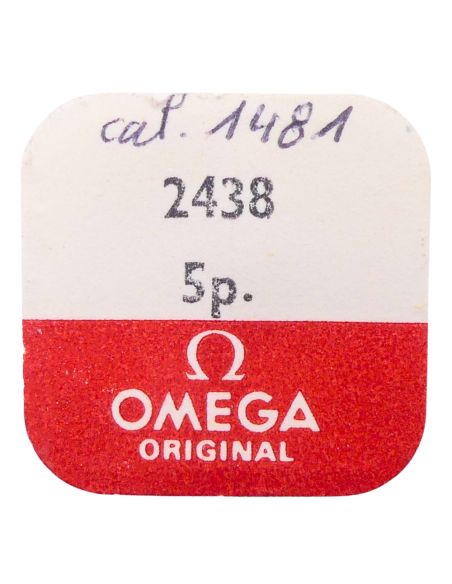 cal. 1481
2438
5p.
Ω
OMEGA
ORIGINAL